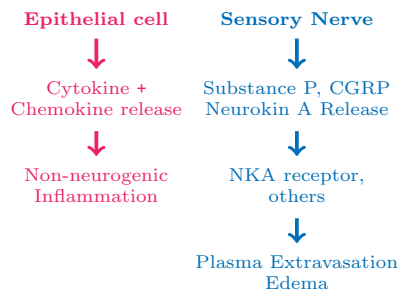 Epithelial cell
Cytokine +
Chemokine release
Non-neurogenic
Inflammation
Sensory Nerve
Substance P, CGRP
Neurokin A Release
NKA receptor,
others
Plasma Extravasation
Edema